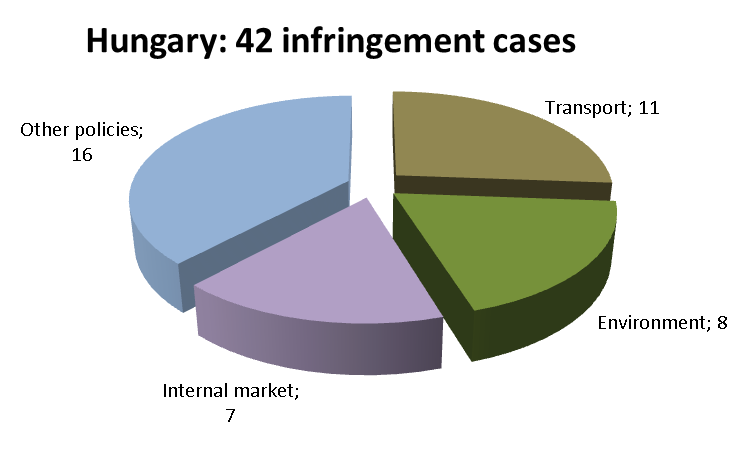 Hungary: 42 infringement cases
Transport; 11
Other policies;
16
Environment; 8
Internal market;
7